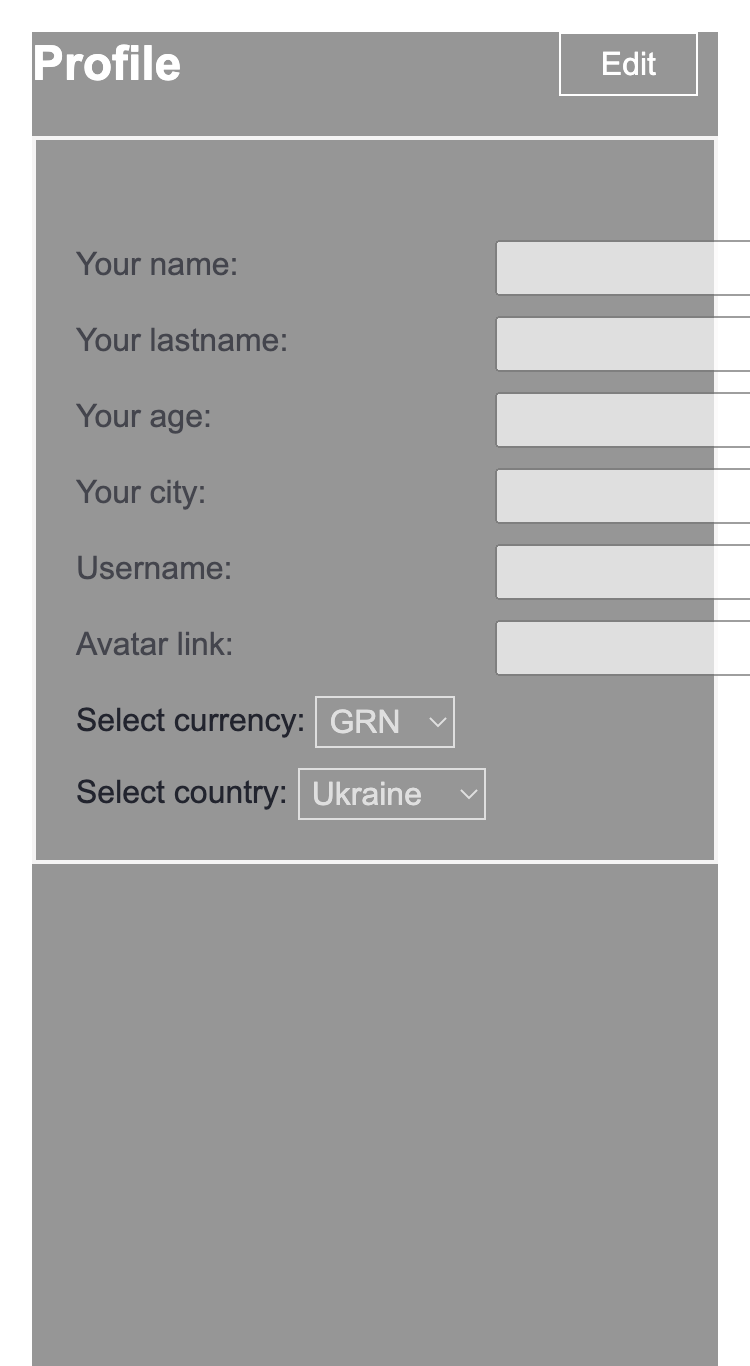 Profile
Edit
Your name:
Your lastname:
Your age:
Your city:
Username:
Avatar link:
Select currency: GRN
Select country: Ukraine